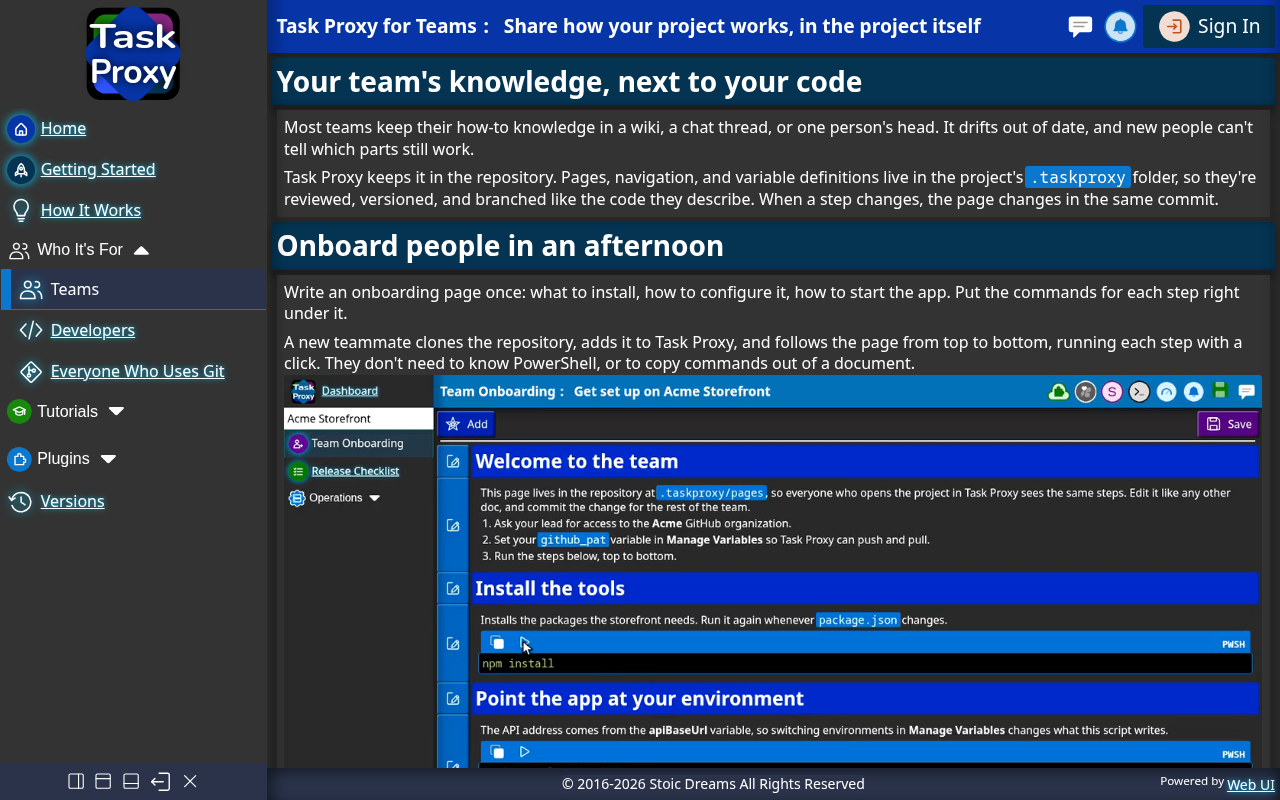 Task Proxy
Home
Getting Started
How It Works
Who It's For
Teams
Developers
Everyone Who Uses Git
Tutorials
Plugins
Versions
Task Proxy for Teams : Share how your project works, in the project itself
Sign In
Your team's knowledge, next to your code
Most teams keep their how-to knowledge in a wiki, a chat thread, or one person's head. It drifts out of date, and new people can't
tell which parts still work.
Task Proxy keeps it in the repository. Pages, navigation, and variable definitions live in the project's .taskproxy folder, so they're
reviewed, versioned, and branched like the code they describe. When a step changes, the page changes in the same commit.
Onboard people in an afternoon
Write an onboarding page once: what to install, how to configure it, how to start the app. Put the commands for each step right
under it.
A new teammate clones the repository, adds it to Task Proxy, and follows the page from top to bottom, running each step with a
click. They don't need to know PowerShell, or to copy commands out of a document.
Task Proxy
Dashboard
Acme Storefront
Team Onboarding
Release Checklist
Operations
Team Onboarding : Get set up on Acme Storefront
S
Add
Save
Welcome to the team
This page lives in the repository at .taskproxy/pages, so everyone who opens the project in Task Proxy sees the same steps. Edit it like any other
doc, and commit the change for the rest of the team.
1. Ask your lead for access to the Acme GitHub organization.
2. Set your github_pat variable in Manage Variables so Task Proxy can push and pull.
3. Run the steps below, top to bottom.
Install the tools
Installs the packages the storefront needs. Run it again whenever package.json changes.
PWSH
npm install
Point the app at your environment
The API address comes from the apiBaseUrl variable, so switching environments in Manage Variables changes what this script writes.
PWSH
© 2016-2026 Stoic Dreams All Rights Reserved
Powered by Web UI